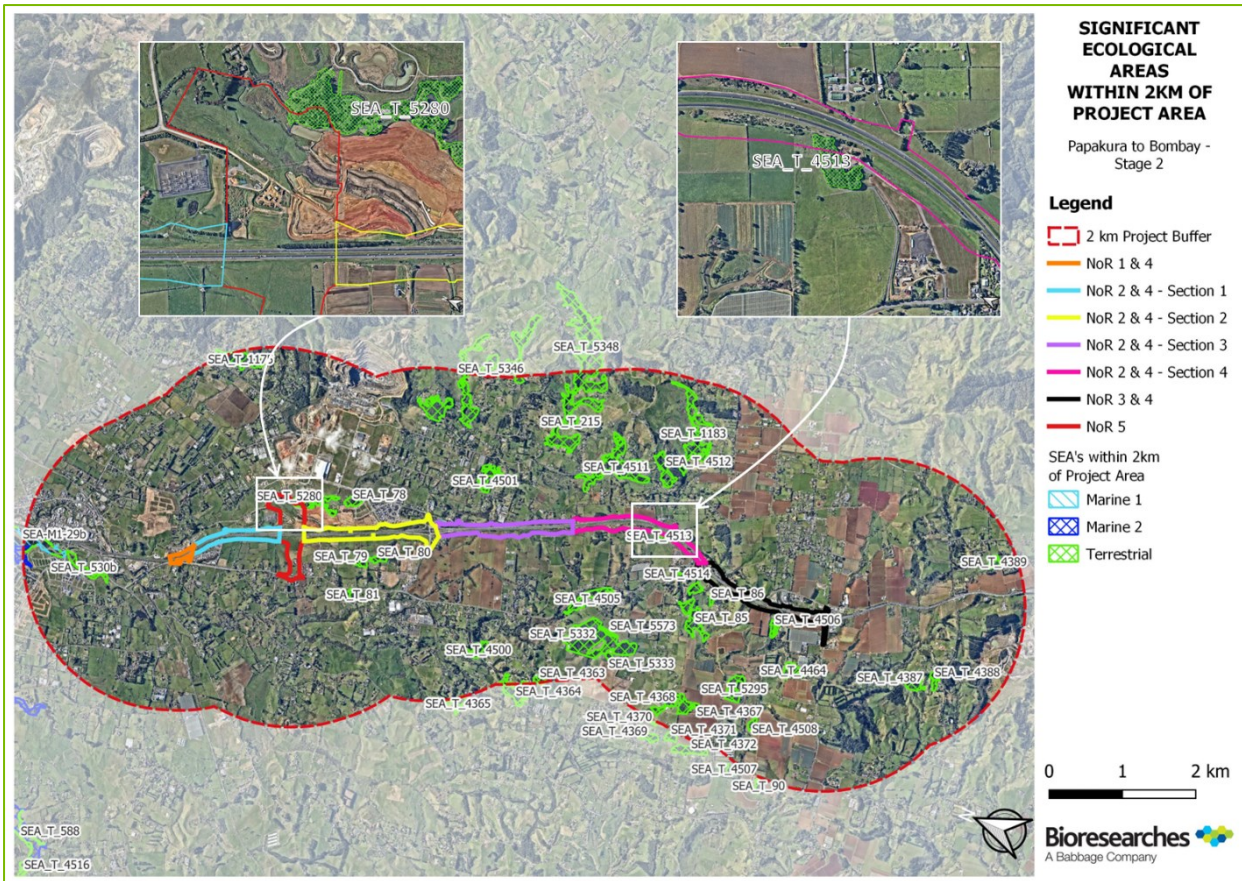 SIGNIFICANT
ECOLOGICAL
AREAS
WITHIN 2KM OF
PROJECT AREA
Papakura to Bombay -
Stage 2
Legend
2 km Project Buffer
NoR 1 & 4
NoR 2 & 4 - Section 1
NoR 2 & 4 - Section 2
NoR 2 & 4 - Section 3
NoR 2 & 4 - Section 4
NoR 3 & 4
NoR 5
SEA's within 2km
of Project Area
Marine 1
Marine 2
Terrestrial
0 1 2 km
Bioresearches
A Babbage Company
SEA_T_5280
SEA_T_4513
SEA_T_5348
SEA_T_1175
SEA_T_5346
SEA_T_215
SEA_T_1183
SEA_T_4511
SEA_T_4512
SEA_T_4501
SEA_T_5280
SEA_T_78
SEA-M1-29b
SEA_T_530b
SEA_T_79
SEA_T_80
SEA_T_4513
SEA_T_4389
SEA_T_4514
SEA_T_81
SEA_T_4505
SEA_T_86
SEA_T_85
SEA_T_4506
SEA_T_5332
SEA_T_5573
SEA_T_4500
SEA_T_5333
SEA_T_4363
SEA_T_4464
SEA_T_4364
SEA_T_4387
SEA_T_4388
SEA_T_5295
SEA_T_4365
SEA_T_4368
SEA_T_4367
SEA_T_4370
SEA_T_4369
SEA_T_4371
SEA_T_4508
SEA_T_4372
SEA_T_4507
SEA_T_90
SEA_T_588
SEA_T_4516